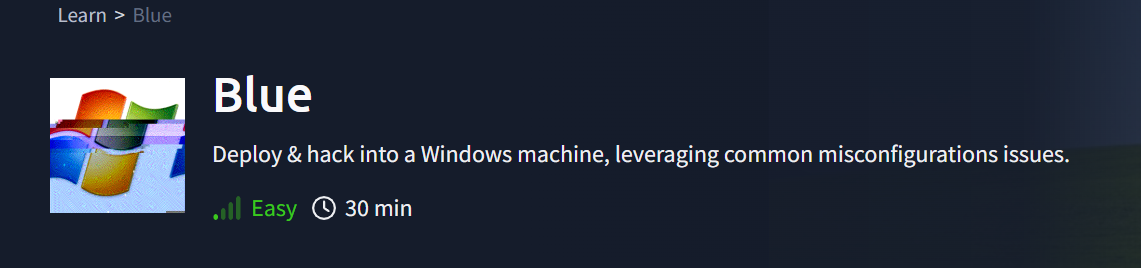 Learn > Blue
Blue
Deploy & hack into a Windows machine, leveraging common misconfigurations issues.
Easy 30 min